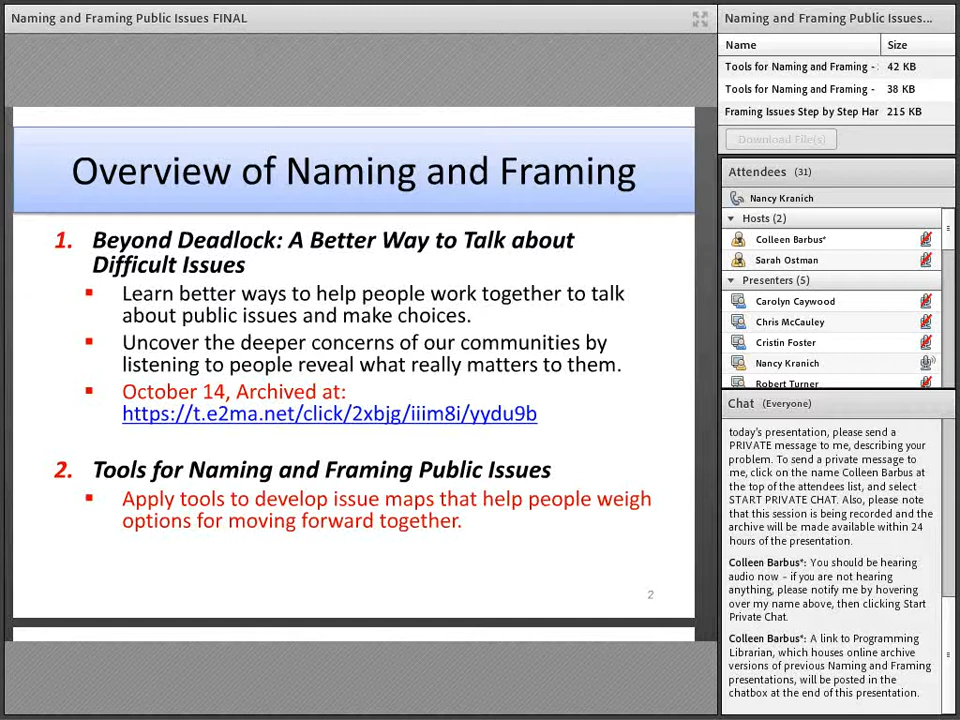 Naming and Framing Public Issues FINAL
Overview of Naming and Framing
1. Beyond Deadlock: A Better Way to Talk about
Difficult Issues
Learn better ways to help people work together to talk
about public issues and make choices.
Uncover the deeper concerns of our communities by
listening to people reveal what really matters to them.
October 14, Archived at:
https://t.e2ma.net/click/2xbjg/iiim8i/yydu9b
2. Tools for Naming and Framing Public Issues
Apply tools to develop issue maps that help people weigh
options for moving forward together.
2
Naming and Framing Public Issues...
Name Size
Tools for Naming and Framing - 42 KB
Tools for Naming and Framing - 38 KB
Framing Issues Step by Step Har 215 KB
Download File(s)
Attendees (31)
Nancy Kranich
Hosts (2)
Colleen Barbus*
Sarah Ostman
Presenters (5)
Carolyn Caywood
Chris McCauley
Cristin Foster
Nancy Kranich
Robert Turner
Chat (Everyone)
today's presentation, please send a
PRIVATE message to me, describing your
problem. To send a private message to
me, click on the name Colleen Barbus at
the top of the attendees list, and select
START PRIVATE CHAT. Also, please note
that this session is being recorded and the
archive will be made available within 24
hours of the presentation.
Colleen Barbus*: You should be hearing
audio now – if you are not hearing
anything, please notify me by hovering
over my name above, then clicking Start
Private Chat.
Colleen Barbus*: A link to Programming
Librarian, which houses online archive
versions of previous Naming and Framing
presentations, will be posted in the
chatbox at the end of this presentation.